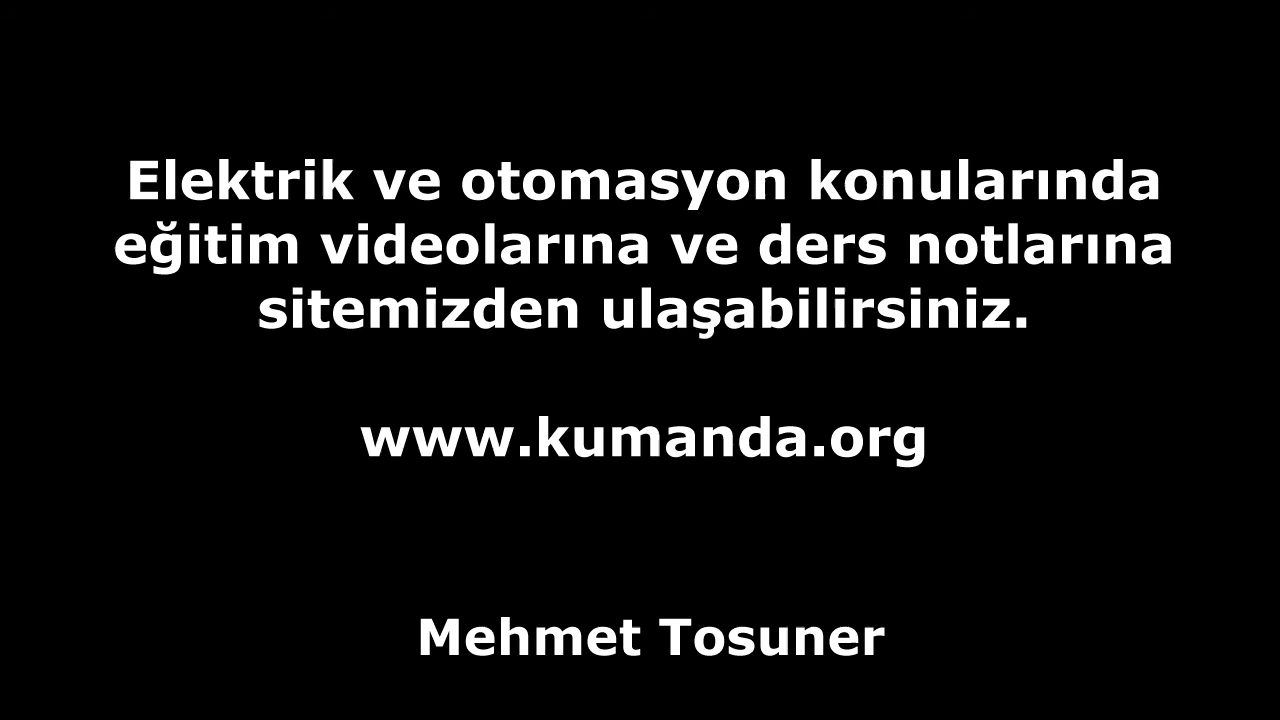 Elektrik ve otomasyon konularında
eğitim videolarına ve ders notlarına
sitemizden ulaşabilirsiniz.
www.kumanda.org
Mehmet Tosuner